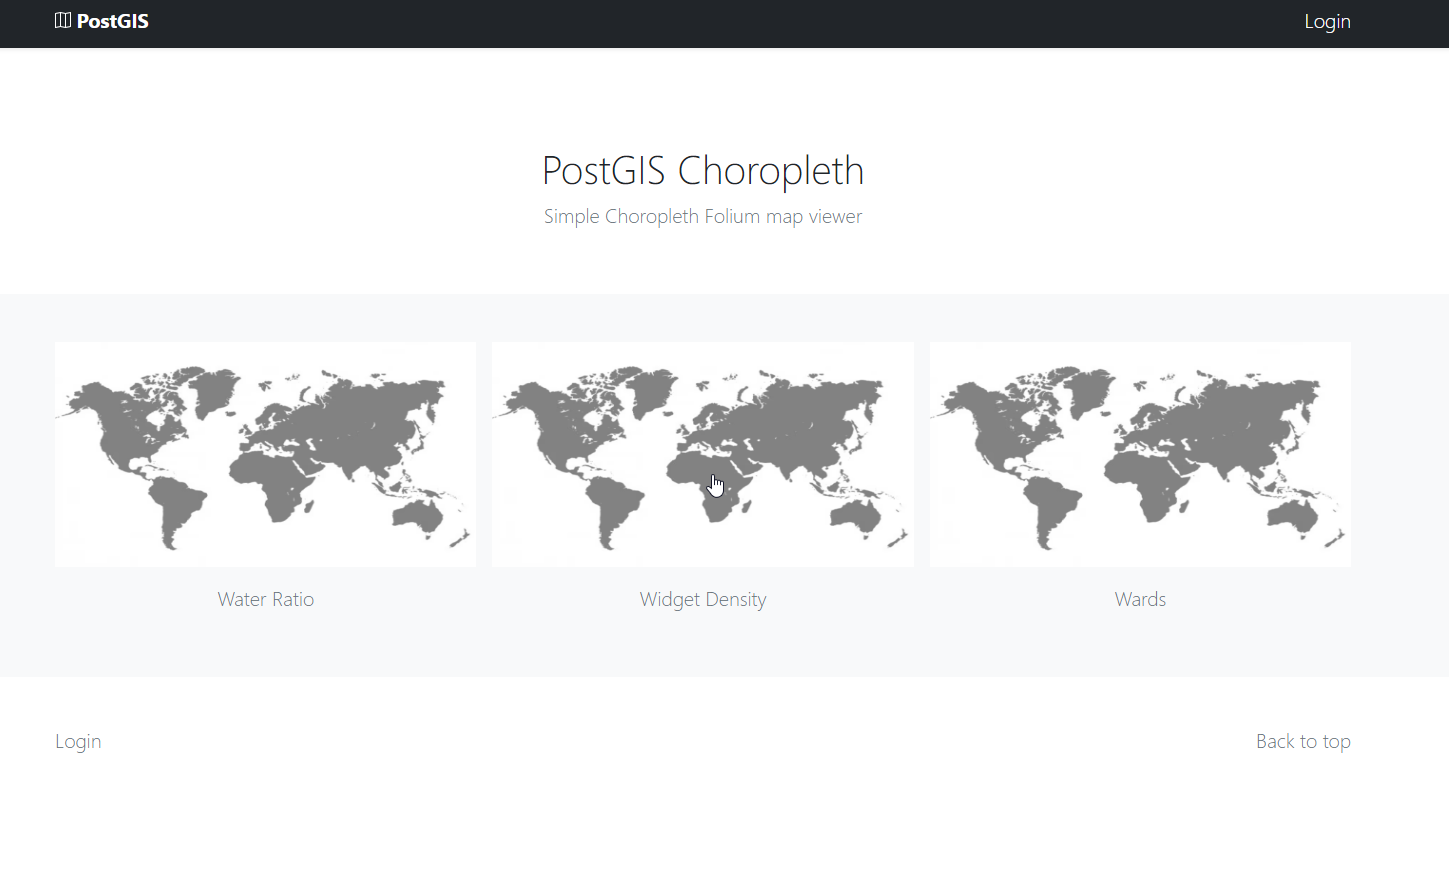 PostGIS
Login
PostGIS Choropleth
Simple Choropleth Folium map viewer
Water Ratio
Widget Density
Wards
Login
Back to top